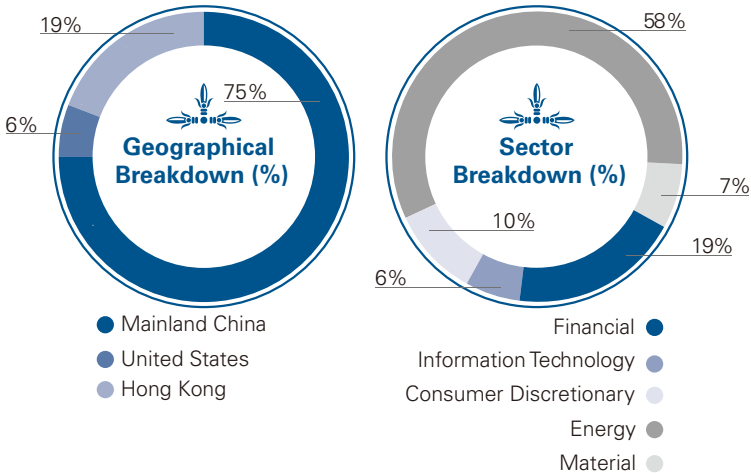 19%
75%
6%
Geographical
Breakdown (%)
Mainland China
United States
Hong Kong
58%
Sector
Breakdown (%)
7%
10%
19%
6%
Financial
Information Technology
Consumer Discretionary
Energy
Material